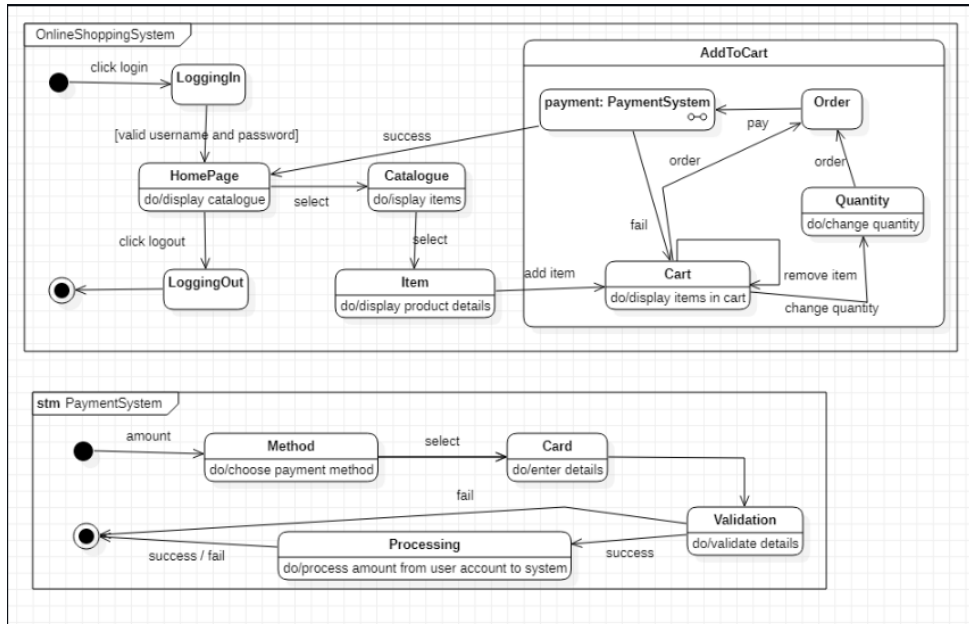 OnlineShoppingSystem
click login
LoggingIn
[valid username and password]
HomePage
do/display catalogue
select
Catalogue
do/isplay items
click logout
LoggingOut
select
Item
do/display product details
add item
success
AddToCart
payment: PaymentSystem
pay
Order
order
order
Quantity
do/change quantity
fail
Cart
do/display items in cart
remove item
change quantity
stm PaymentSystem
amount
Method
do/choose payment method
select
Card
do/enter details
fail
Validation
do/validate details
success
Processing
do/process amount from user account to system
success / fail